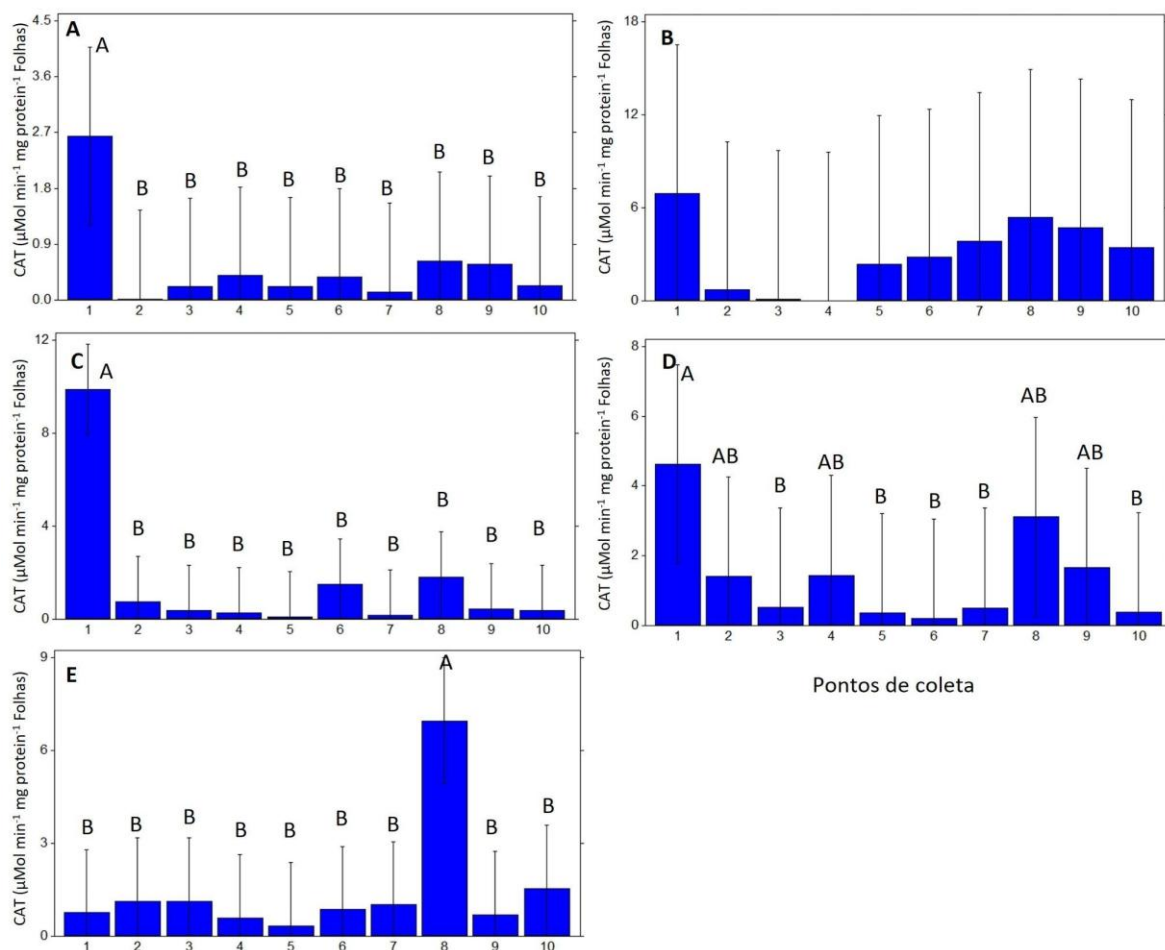 A
CAT (µMol min⁻¹ mg protein⁻¹ Folhas)
4.5
3.6
2.7
1.8
0.9
0.0
A B B B B B B B B B
1 2 3 4 5 6 7 8 9 10
B
CAT (µMol min⁻¹ mg protein⁻¹ Folhas)
18
12
6
0
1 2 3 4 5 6 7 8 9 10
C
CAT (µMol min⁻¹ mg protein⁻¹ Folhas)
12
8
4
0
A B B B B B B B B B
1 2 3 4 5 6 7 8 9 10
D
CAT (µMol min⁻¹ mg protein⁻¹ Folhas)
8
6
4
2
0
A AB B AB B B B AB AB B
1 2 3 4 5 6 7 8 9 10
Pontos de coleta
E
CAT (µMol min⁻¹ mg protein⁻¹ Folhas)
9
6
3
0
B B B B B B B A B B
1 2 3 4 5 6 7 8 9 10